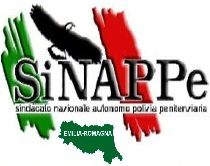 SiNAPPe
sindacato nazionale autonomo polizia penitenziaria
EMILIA-ROMAGNA